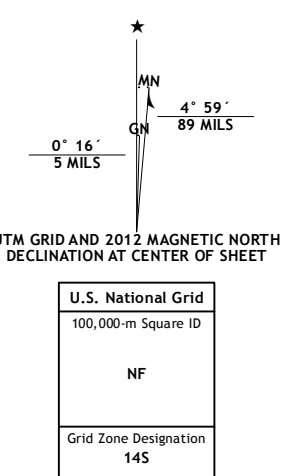 ★
MN
4° 59´
89 MILS
GN
0° 16´
5 MILS
UTM GRID AND 2012 MAGNETIC NORTH
DECLINATION AT CENTER OF SHEET
U.S. National Grid
100,000-m Square ID
NF
Grid Zone Designation
14S